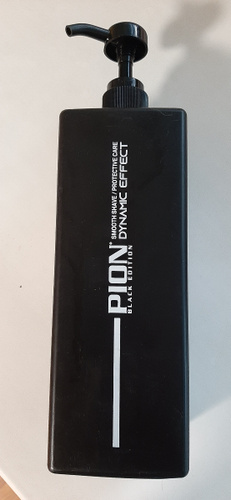 PION®
BLACK EDITION
SMOOTH SHAVE / PROTECTIVE CARE
DYNAMIC EFFECT